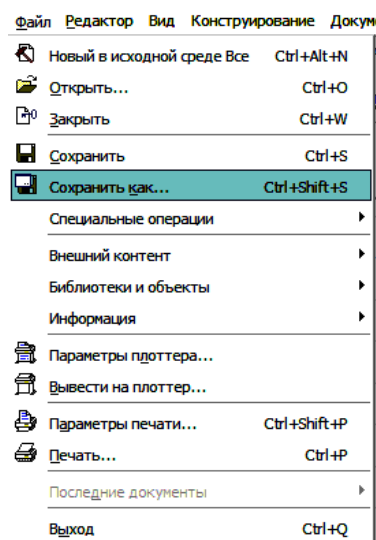 Файл Редактор Вид Конструирование Докум
Новый в исходной среде Все Ctrl+Alt+N
Открыть... Ctrl+O
Закрыть Ctrl+W
Сохранить Ctrl+S
Сохранить как... Ctrl+Shift+S
Специальные операции
Внешний контент
Библиотеки и объекты
Информация
Параметры плоттера...
Вывести на плоттер...
Параметры печати... Ctrl+Shift+P
Печать... Ctrl+P
Последние документы
Выход Ctrl+Q